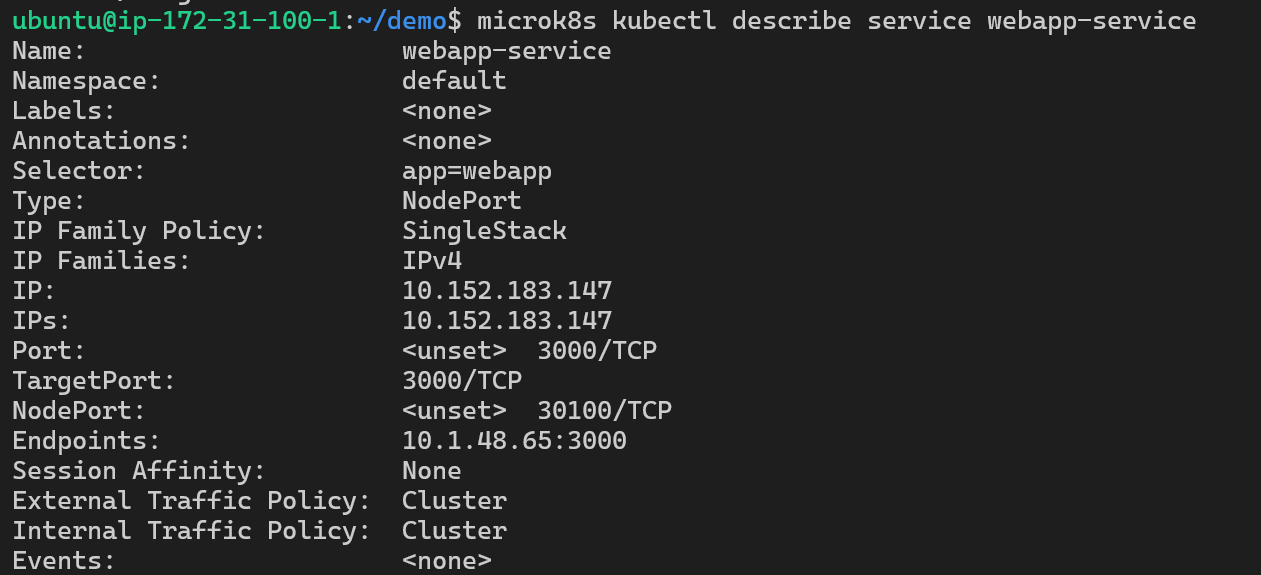 ubuntu@ip-172-31-100-1:~/demo$ microk8s kubectl describe service webapp-service
Name:                     webapp-service
Namespace:                default
Labels:                   <none>
Annotations:              <none>
Selector:                 app=webapp
Type:                     NodePort
IP Family Policy:         SingleStack
IP Families:              IPv4
IP:                       10.152.183.147
IPs:                      10.152.183.147
Port:                     <unset>  3000/TCP
TargetPort:               3000/TCP
NodePort:                 <unset>  30100/TCP
Endpoints:                10.1.48.65:3000
Session Affinity:         None
External Traffic Policy:  Cluster
Internal Traffic Policy:  Cluster
Events:                   <none>